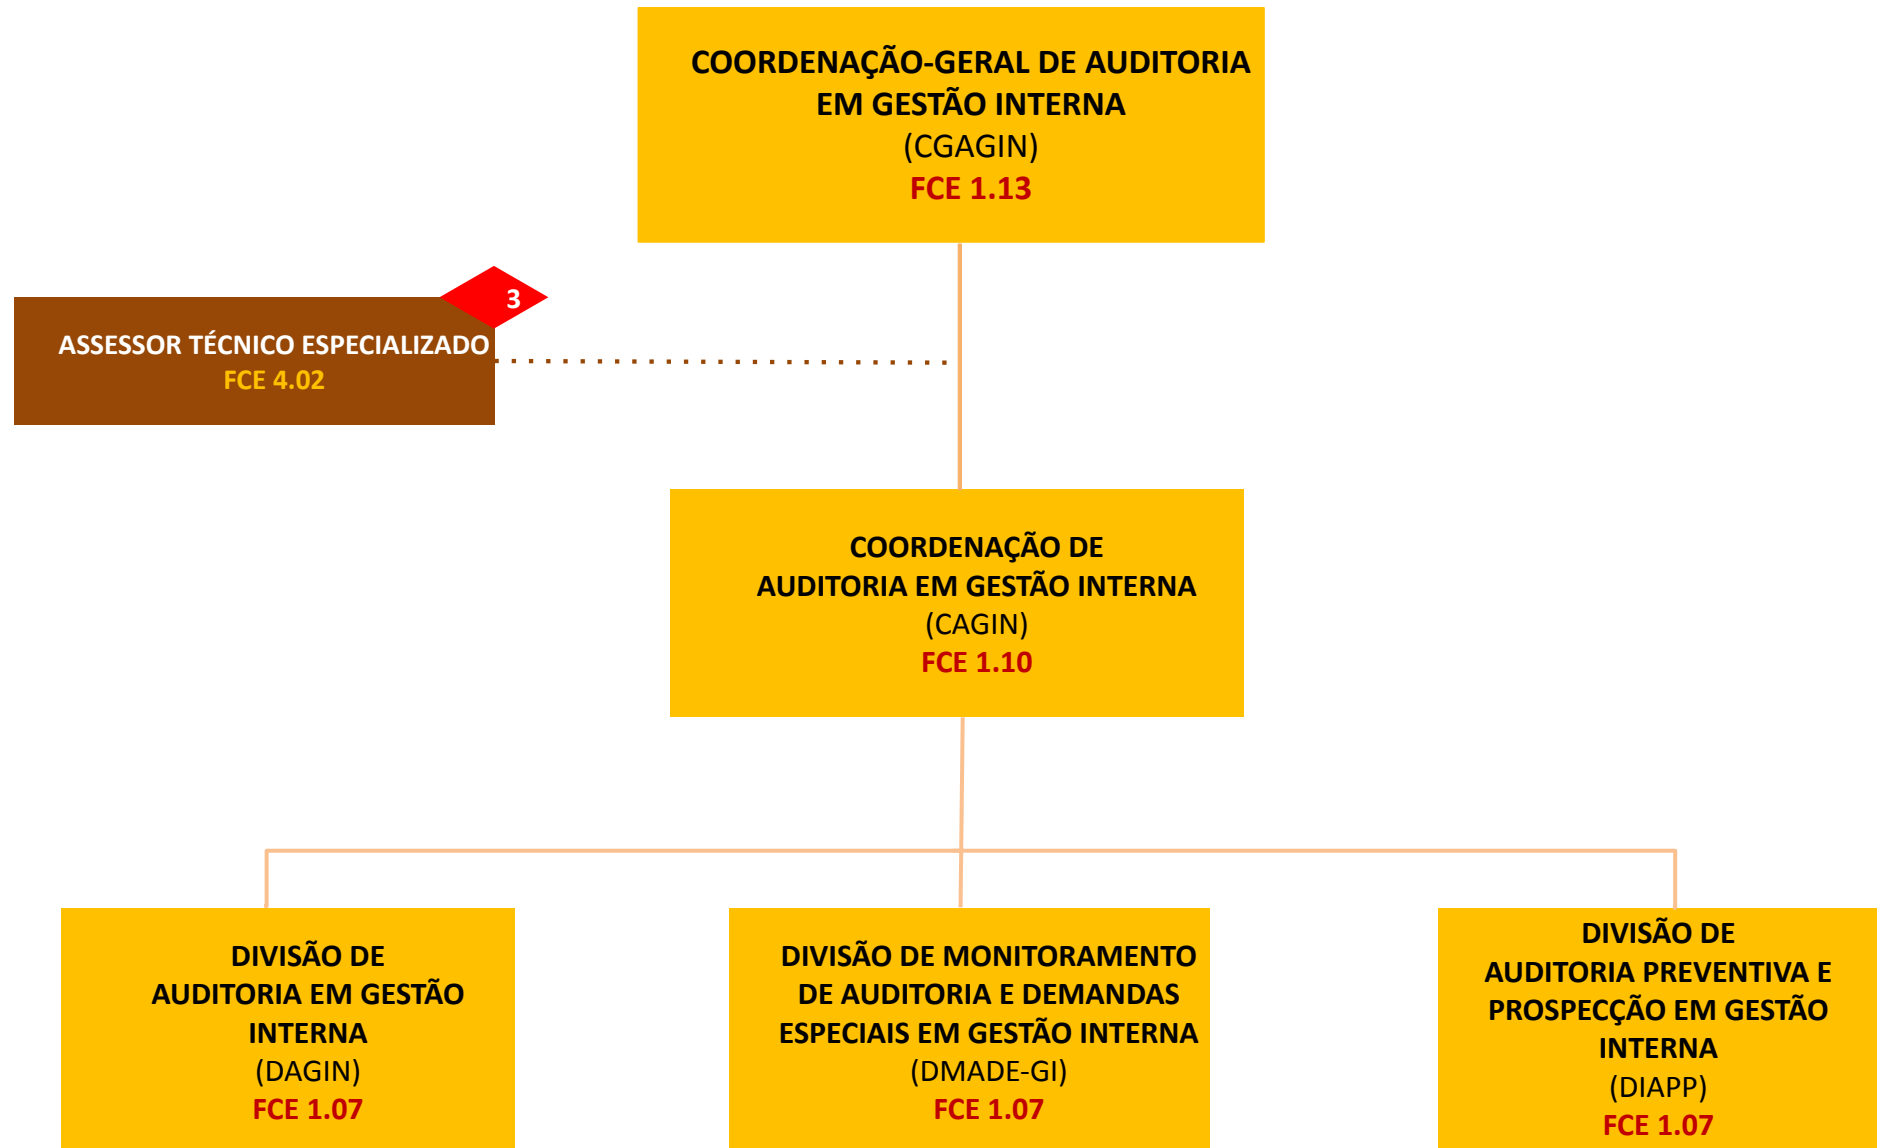 COORDENAÇÃO-GERAL DE AUDITORIA
EM GESTÃO INTERNA
(CGAGIN)
FCE 1.13
3
ASSESSOR TÉCNICO ESPECIALIZADO
FCE 4.02
COORDENAÇÃO DE
AUDITORIA EM GESTÃO INTERNA
(CAGIN)
FCE 1.10
DIVISÃO DE
AUDITORIA EM GESTÃO
INTERNA
(DAGIN)
FCE 1.07
DIVISÃO DE MONITORAMENTO
DE AUDITORIA E DEMANDAS
ESPECIAIS EM GESTÃO INTERNA
(DMADE-GI)
FCE 1.07
DIVISÃO DE
AUDITORIA PREVENTIVA E
PROSPECÇÃO EM GESTÃO
INTERNA
(DIAPP)
FCE 1.07